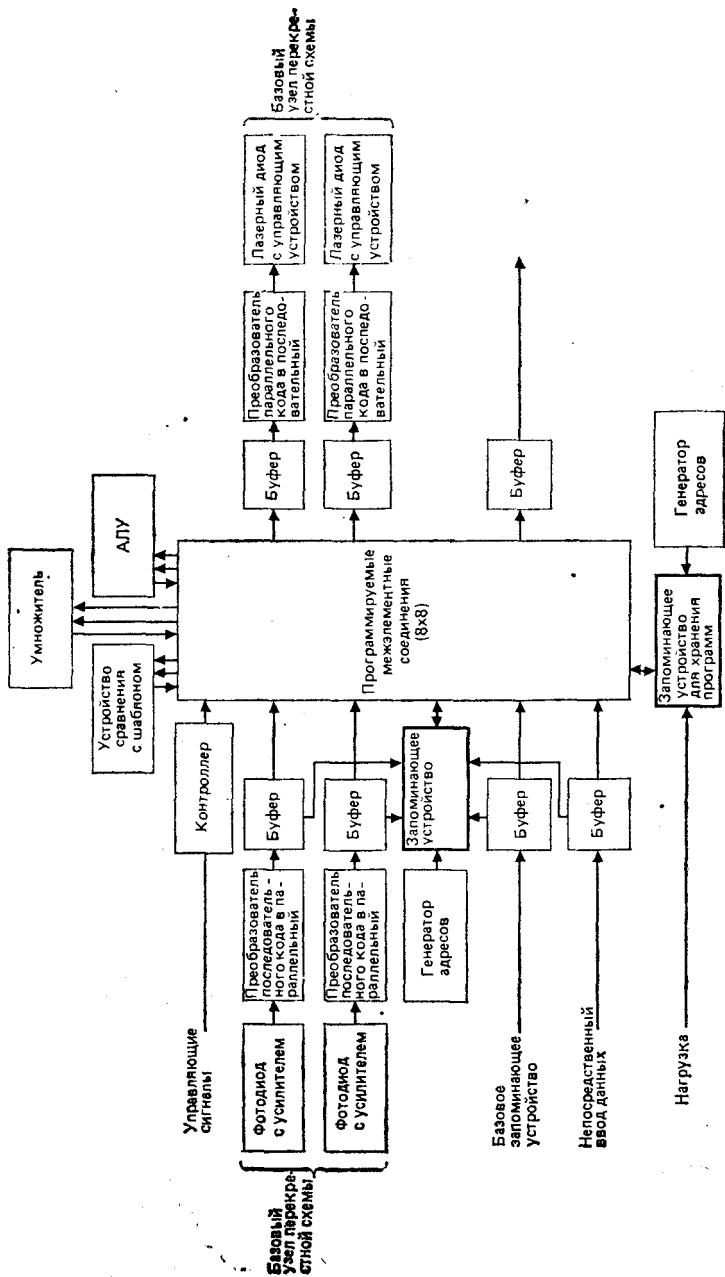 Умножитель
Устройство
сравнения
с шаблоном
АЛУ
Управляющие
сигналы
Контроллер
Базовый
узел перекре-
стной схемы
Фотодиод
с усилителем
Преобразователь
последователь-
ного кода в па-
раллельный
Буфер
Фотодиод
с усилителем
Преобразователь
последователь-
ного кода в па-
раллельный
Буфер
Генератор
адресов
Запоминающее
устройство
Базовое
запоминающее
устройство
Буфер
Непосредственный
ввод данных
Буфер
Программируемые
межэлементные
соединения
(8x8)
Буфер
Преобразователь
параллельного
кода в последо-
вательный
Лазерный диод
с управляющим
устройством
Буфер
Преобразователь
параллельного
кода в последо-
вательный
Лазерный диод
с управляющим
устройством
Базовый
узел перекре-
стной схемы
Буфер
Нагрузка
Запоминающее
устройство
для хранения
программ
Генератор
адресов